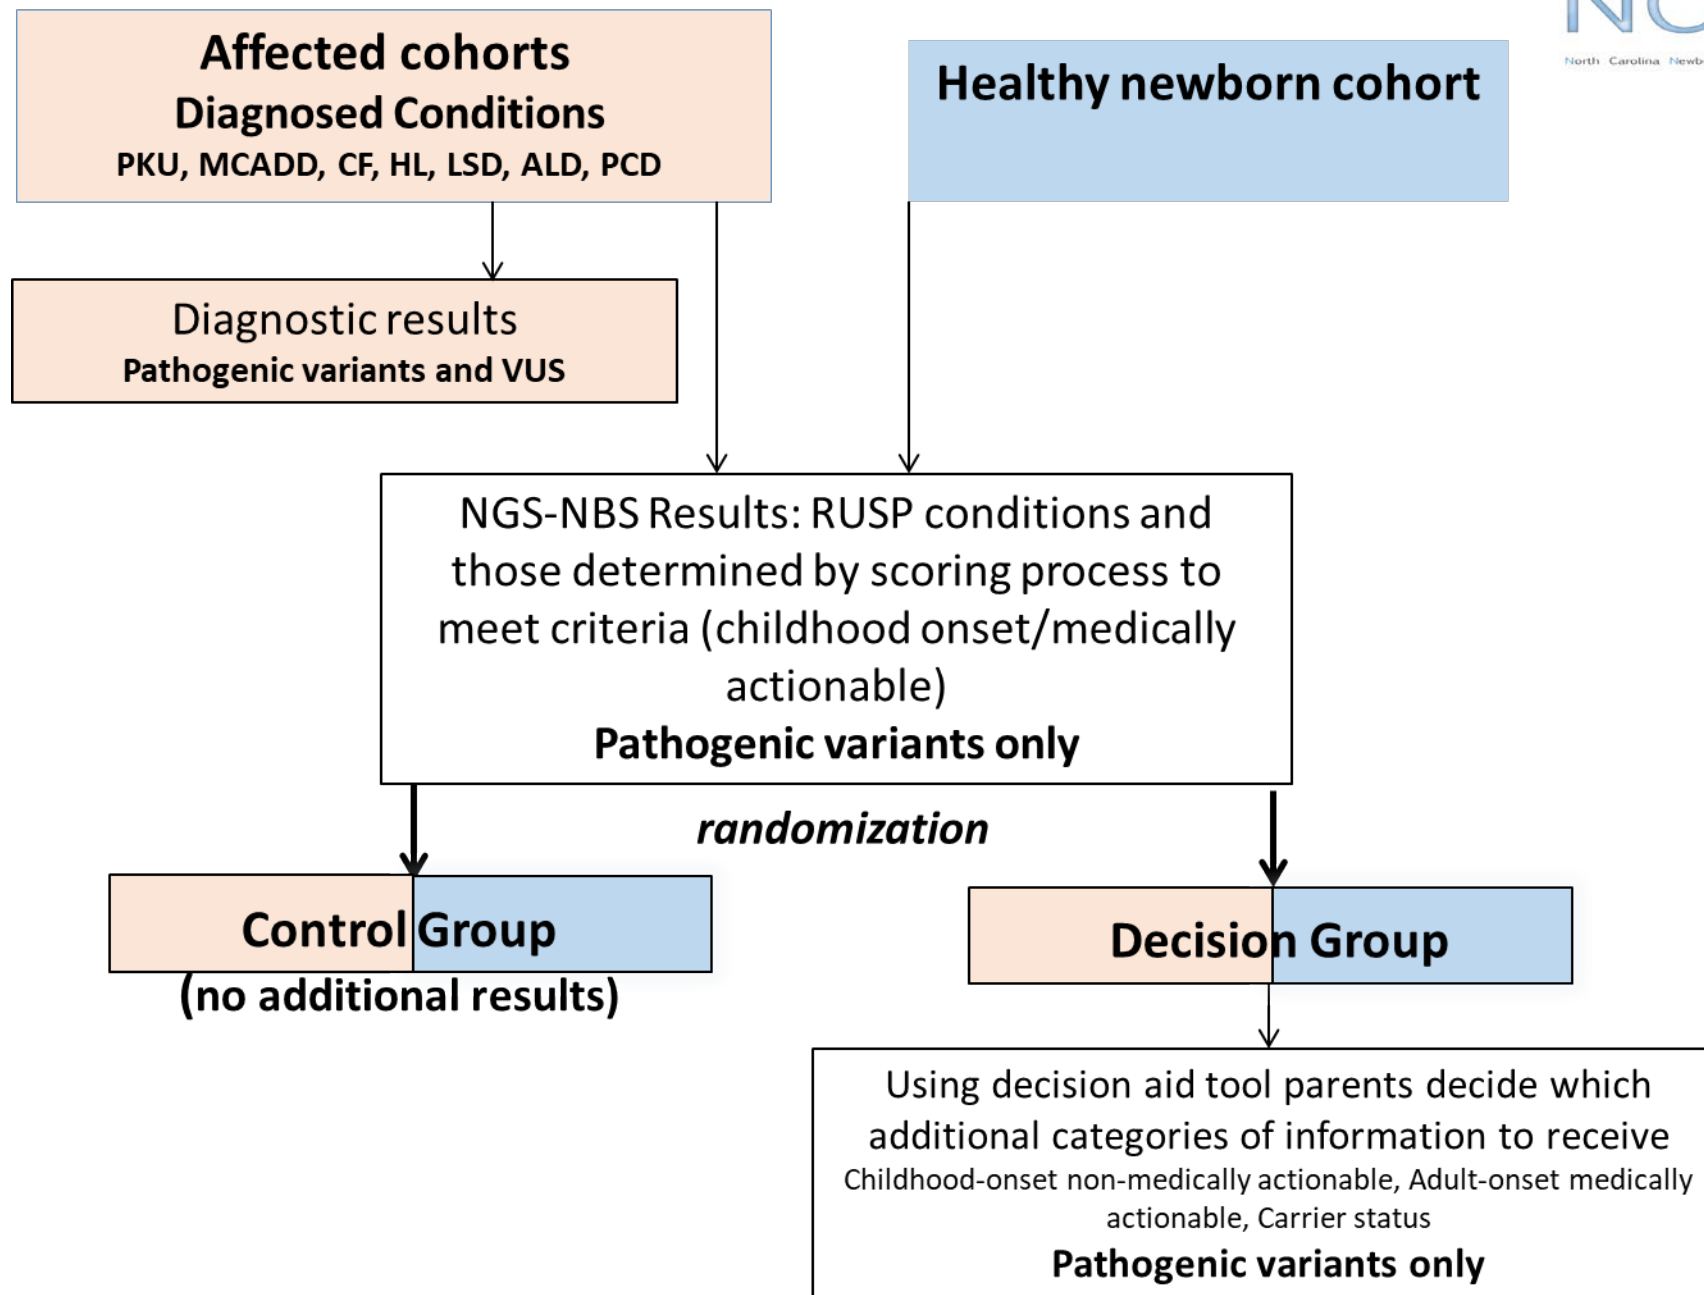 Affected cohorts
Diagnosed Conditions
PKU, MCADD, CF, HL, LSD, ALD, PCD
Healthy newborn cohort
North Carolina
Diagnostic results
Pathogenic variants and VUS
NGS-NBS Results: RUSP conditions and
those determined by scoring process to
meet criteria (childhood onset/medically
actionable)
Pathogenic variants only
randomization
Control Group
(no additional results)
Decision Group
Using decision aid tool parents decide which
additional categories of information to receive
Childhood-onset non-medically actionable, Adult-onset medically
actionable, Carrier status
Pathogenic variants only